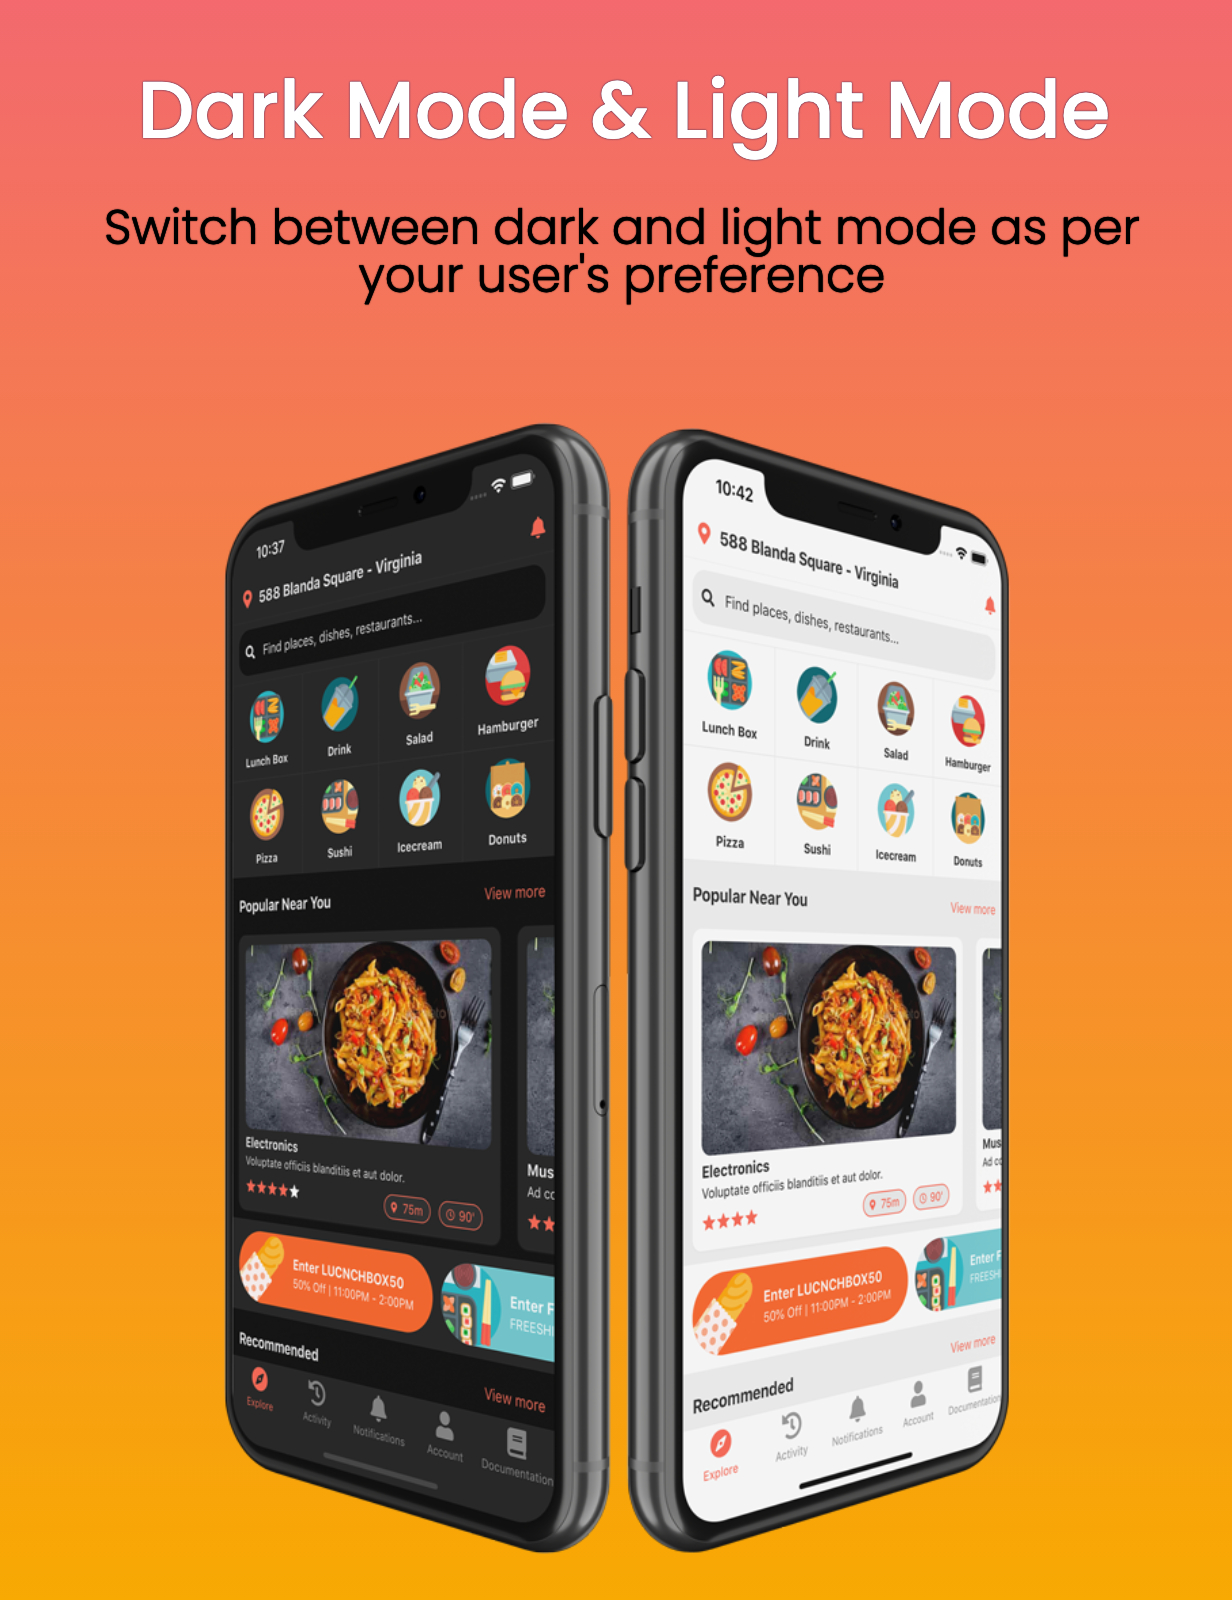 Dark Mode & Light Mode
Switch between dark and light mode as per
your user's preference
10:37
588 Blanda Square - Virginia
Find places, dishes, restaurants...
Lunch Box
Drink
Salad
Hamburger
Pizza
Sushi
Icecream
Donuts
Popular Near You
View more
Electronics
Voluptate officiis blanditiis et aut dolor.
75m
90'
Mus
Ad co
Enter LUCNCHBOX50
50% Off | 11:00PM - 2:00PM
Enter F
FREESHI
Recommended
View more
Explore
Activity
Notifications
Account
Documentation
10:42
588 Blanda Square - Virginia
Find places, dishes, restaurants...
Lunch Box
Drink
Salad
Hamburger
Pizza
Sushi
Icecream
Donuts
Popular Near You
View more
Electronics
Voluptate officiis blanditiis et aut dolor.
75m
90'
Mus
Ad co
Enter LUCNCHBOX50
50% Off | 11:00PM - 2:00PM
Enter F
FREESH
Recommended
View more
Explore
Activity
Notifications
Account
Documentation